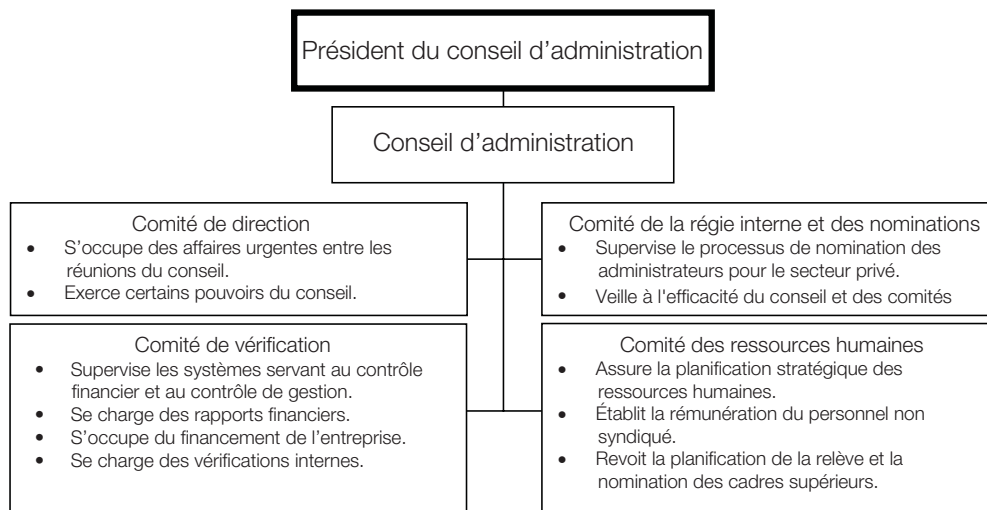 Président du conseil d’administration
Conseil d’administration
Comité de direction
• S’occupe des affaires urgentes entre les
réunions du conseil.
• Exerce certains pouvoirs du conseil.
Comité de la régie interne et des nominations
• Supervise le processus de nomination des
administrateurs pour le secteur privé.
• Veille à l'efficacité du conseil et des comités
Comité de vérification
• Supervise les systèmes servant au contrôle
financier et au contrôle de gestion.
• Se charge des rapports financiers.
• S’occupe du financement de l’entreprise.
• Se charge des vérifications internes.
Comité des ressources humaines
• Assure la planification stratégique des
ressources humaines.
• Établit la rémunération du personnel non
syndiqué.
• Revoit la planification de la relève et la
nomination des cadres supérieurs.